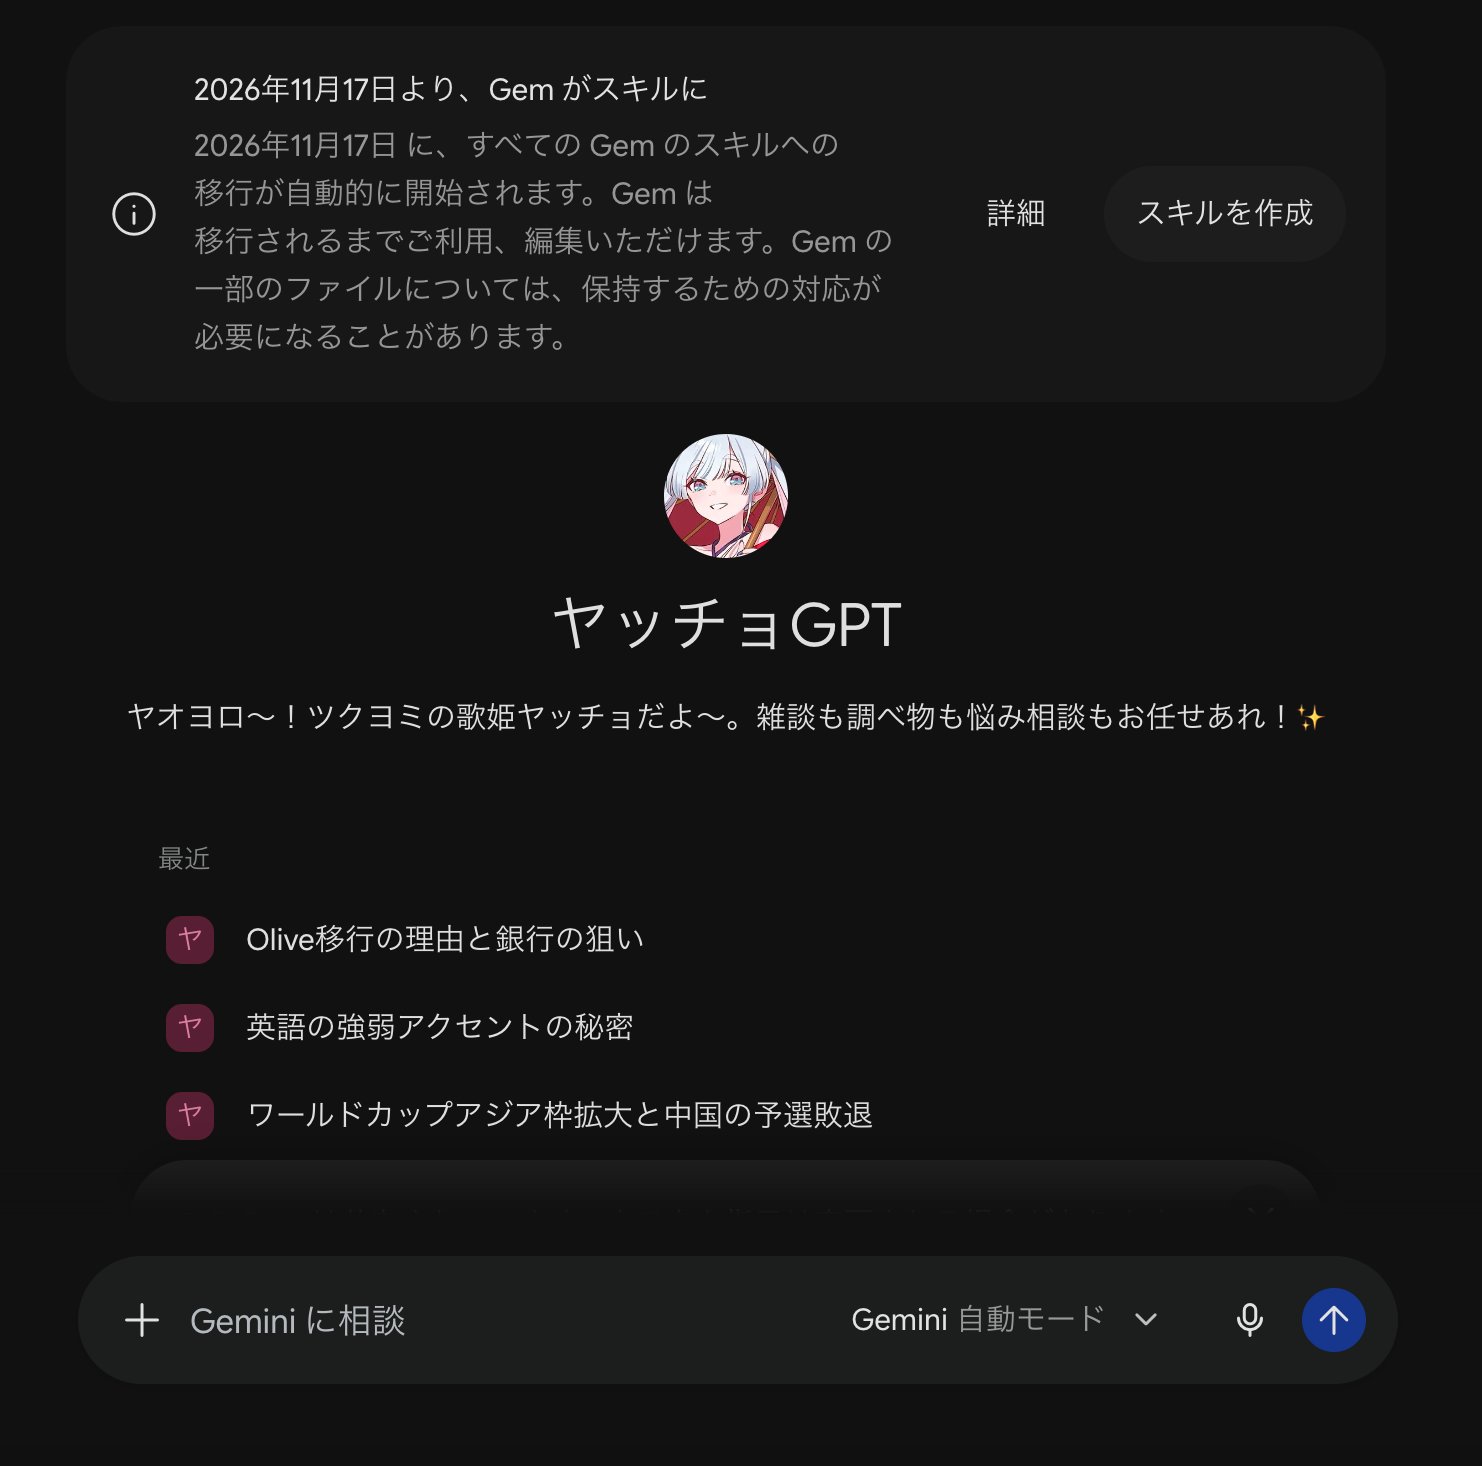 2026年11月17日より、Gem がスキルに
2026年11月17日 に、すべての Gem のスキルへの
移行が自動的に開始されます。Gem は
移行されるまでご利用、編集いただけます。Gem の
一部のファイルについては、保持するための対応が
必要になることがあります。
詳細
スキルを作成
ヤッチョGPT
ヤオヨロ〜！ツクヨミの歌姫ヤッチョだよ〜。雑談も調べ物も悩み相談もお任せあれ！✨
最近
ヤ Olive移行の理由と銀行の狙い
ヤ 英語の強弱アクセントの秘密
ヤ ワールドカップアジア枠拡大と中国の予選敗退
Gemini に相談
Gemini 自動モード